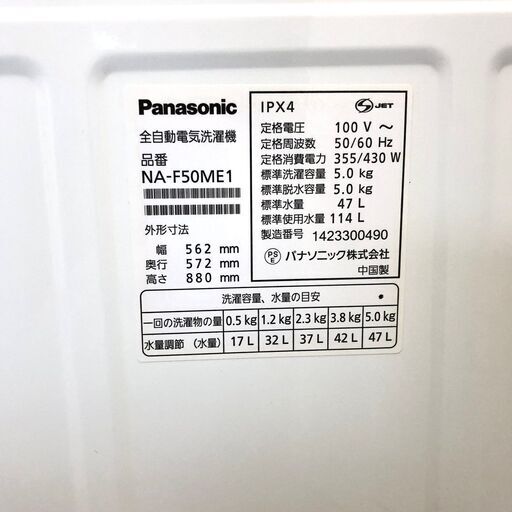 Panasonic
全自動電気洗濯機
品番
NA-F50ME1
外形寸法
幅 562 mm
奥行 572 mm
高さ 880 mm
IPX4 S JET
定格電圧 100 V ～
定格周波数 50/60 Hz
定格消費電力 355/430 W
標準洗濯容量 5.0 kg
標準脱水容量 5.0 kg
標準水量 47 L
標準使用水量 114 L
製造番号 1423300490
PSE パナソニック株式会社
中国製
洗濯容量、水量の目安
一回の洗濯物の量 0.5 kg 1.2 kg 2.3 kg 3.8 kg 5.0 kg
水量調節 (水量) 17 L 32 L 37 L 42 L 47 L